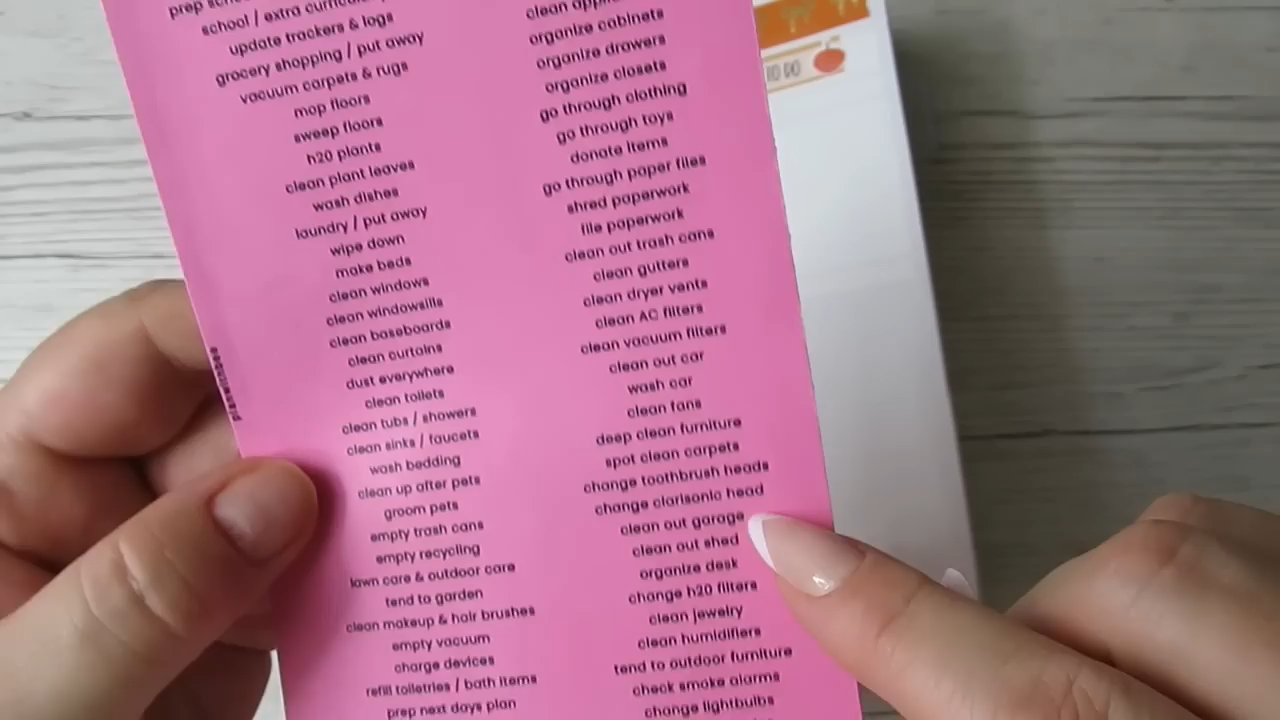 prep
school / extra
update trackers & logs
grocery shopping / put away
vacuum carpets & rugs
mop floors
sweep floors
h20 plants
clean plant leaves
wash dishes
laundry / put away
wipe down
make beds
clean windows
clean windowsills
clean baseboards
clean curtains
dust everywhere
clean toilets
clean tubs / showers
clean sinks / faucets
wash bedding
clean up after pets
groom pets
empty trash cans
empty recycling
lawn care & outdoor care
tend to garden
clean makeup & hair brushes
empty vacuum
charge devices
refill toiletries / bath items
prep next days plan
clean
organize cabinets
organize drawers
organize closets
go through clothing
go through toys
donate items
go through paper files
shred paperwork
file paperwork
clean out trash cans
clean gutters
clean dryer vents
clean AC filters
clean vacuum filters
clean out car
wash car
clean fans
deep clean furniture
spot clean carpets
change toothbrush heads
change clarisonic head
clean out garage
clean out shed
organize desk
change h20 filters
clean jewelry
clean humidifiers
tend to outdoor furniture
check smoke alarms
change lightbulbs
planwithbee
TO DO